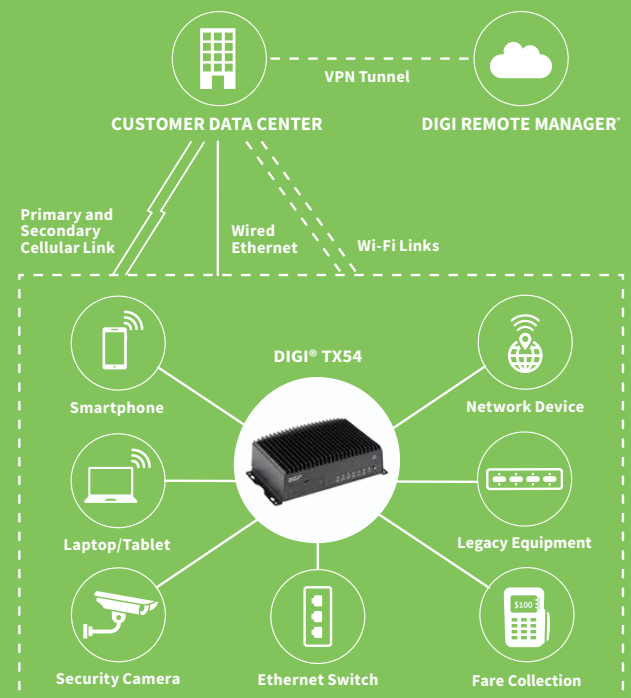 VPN Tunnel
CUSTOMER DATA CENTER
DIGI REMOTE MANAGER®
Primary and
Secondary
Cellular Link
Wired
Ethernet
Wi-Fi Links
DIGI® TX54
Smartphone
Network Device
DIGI
Laptop/Tablet
Legacy Equipment
$100
Security Camera
Ethernet Switch
Fare Collection